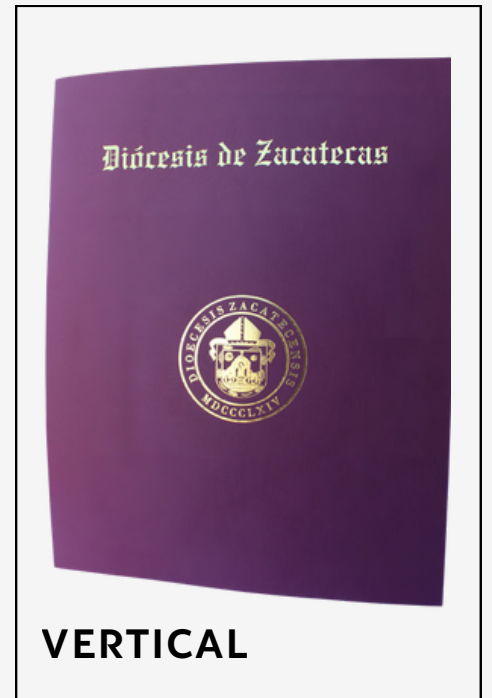 Diócesis de Zacatecas
DIOECESIS ZACATECENSIS
MDCCCLXIV
VERTICAL